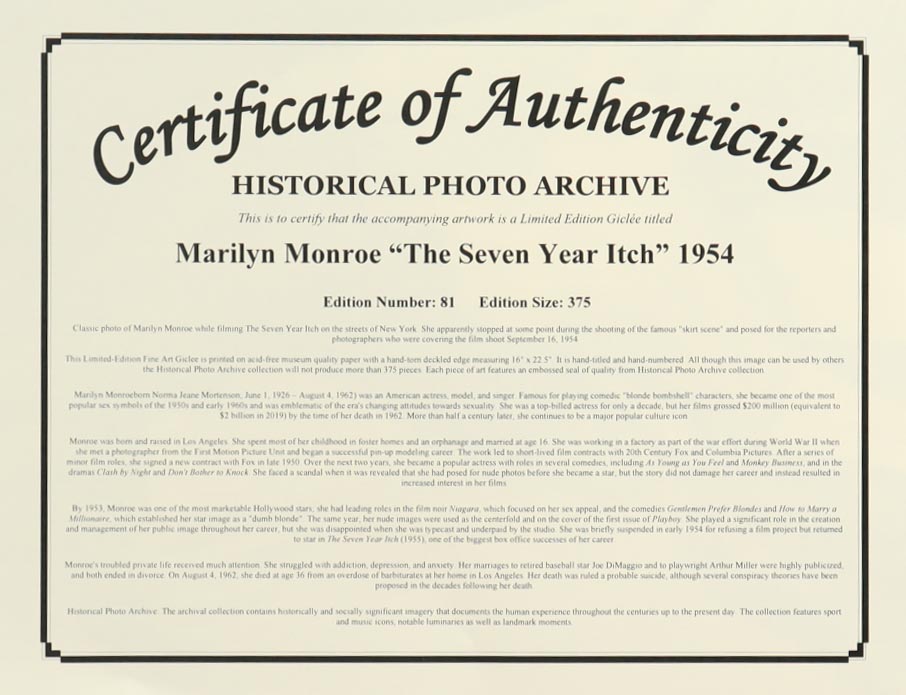 Certificate of Authenticity
HISTORICAL PHOTO ARCHIVE
This is to certify that the accompanying artwork is a Limited Edition Giclée titled
Marilyn Monroe “The Seven Year Itch” 1954
Edition Number: 81 Edition Size: 375
Classic photo of Marilyn Monroe while filming The Seven Year Itch on the streets of New York. She apparently stopped at some point during the shooting of the famous "skirt scene" and posed for the reporters and
photographers who were covering the film shoot September 16, 1954
This Limited-Edition Fine Art Giclee is printed on acid-free museum quality paper with a hand-torn deckled edge measuring 16" x 22.5". It is hand-titled and hand-numbered. All though this image can be used by others
the Historical Photo Archive collection will not produce more than 375 pieces. Each piece of art features an embossed seal of quality from Historical Photo Archive collection.
Marilyn Monroeborn Norma Jeane Mortenson; June 1, 1926 – August 4, 1962) was an American actress, model, and singer. Famous for playing comedic "blonde bombshell" characters, she became one of the most
popular sex symbols of the 1950s and early 1960s and was emblematic of the era's changing attitudes towards sexuality. She was a top-billed actress for only a decade, but her films grossed $200 million (equivalent to
$2 billion in 2019) by the time of her death in 1962. More than half a century later, she continues to be a major popular culture icon.
Monroe was born and raised in Los Angeles. She spent most of her childhood in foster homes and an orphanage and married at age 16. She was working in a factory as part of the war effort during World War II when
she met a photographer from the First Motion Picture Unit and began a successful pin-up modeling career. The work led to short-lived film contracts with 20th Century Fox and Columbia Pictures. After a series of
minor film roles, she signed a new contract with Fox in late 1950. Over the next two years, she became a popular actress with roles in several comedies, including As Young as You Feel and Monkey Business, and in the
dramas Clash by Night and Don't Bother to Knock. She faced a scandal when it was revealed that she had posed for nude photos before she became a star, but the story did not damage her career and instead resulted in
increased interest in her films.
By 1953, Monroe was one of the most marketable Hollywood stars; she had leading roles in the film noir Niagara, which focused on her sex appeal, and the comedies Gentlemen Prefer Blondes and How to Marry a
Millionaire, which established her star image as a "dumb blonde". The same year, her nude images were used as the centerfold and on the cover of the first issue of Playboy. She played a significant role in the creation
and management of her public image throughout her career, but she was disappointed when she was typecast and underpaid by the studio. She was briefly suspended in early 1954 for refusing a film project but returned
to star in The Seven Year Itch (1955), one of the biggest box office successes of her career.
Monroe's troubled private life received much attention. She struggled with addiction, depression, and anxiety. Her marriages to retired baseball star Joe DiMaggio and to playwright Arthur Miller were highly publicized,
and both ended in divorce. On August 4, 1962, she died at age 36 from an overdose of barbiturates at her home in Los Angeles. Her death was ruled a probable suicide, although several conspiracy theories have been
proposed in the decades following her death.
Historical Photo Archive. The archival collection contains historically and socially significant imagery that documents the human experience throughout the centuries up to the present day. The collection features sport
and music icons, notable luminaries as well as landmark moments.